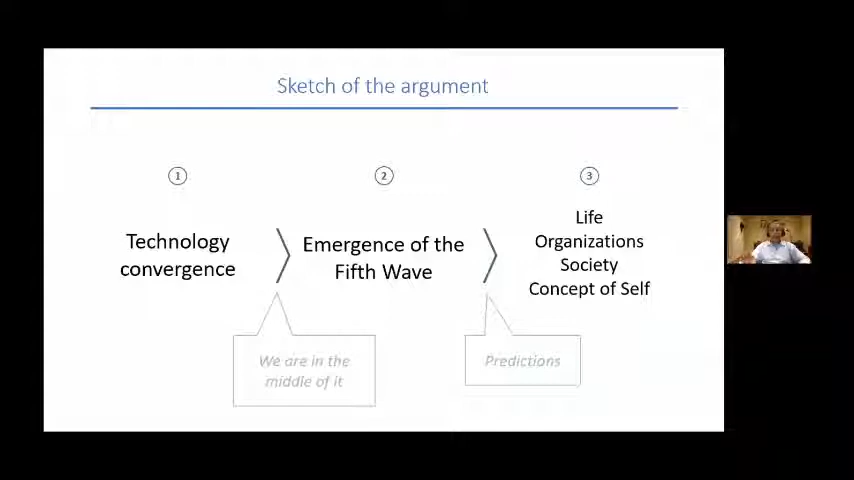 Sketch of the argument
1
2
3
Technology
convergence
Emergence of the
Fifth Wave
Life
Organizations
Society
Concept of Self
We are in the
middle of it
Predictions